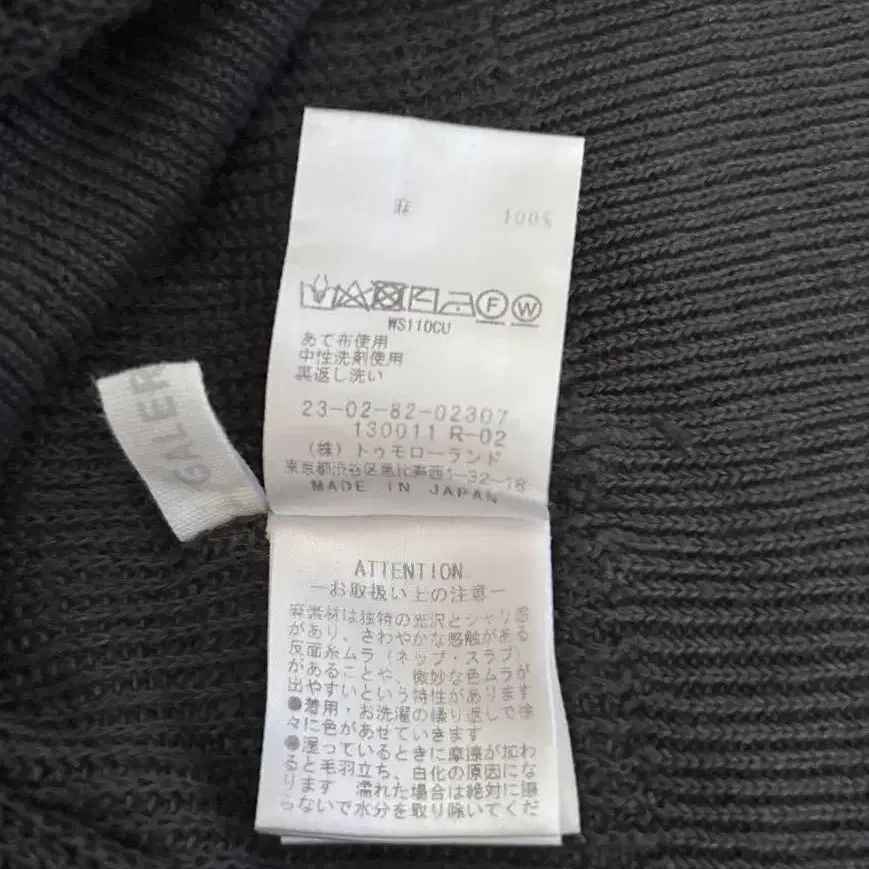 麻 100%
F W
WS110CU
あて布使用
中性洗剤使用
裏返し洗い
23-02-82-02307
130011 R-02
(株)トゥモローランド
東京都渋谷区恵比寿西1-32-18
MADE IN JAPAN
GALER
ATTENTION
—お取扱い上の注意—
麻素材は独特の光沢とシャリ感
があり、さわやかな感触がある
反面糸ムラ(ネップ・スラブ)
があることや、微妙な色ムラが
出やすいという特性があります
●着用・お洗濯の繰り返しで徐
々に色があせていきます
●湿っているときに摩擦が加わ
ると毛羽立ち、白化の原因にな
ります 濡れた場合は絶対に擦
らないで水分を取り除いてくだ